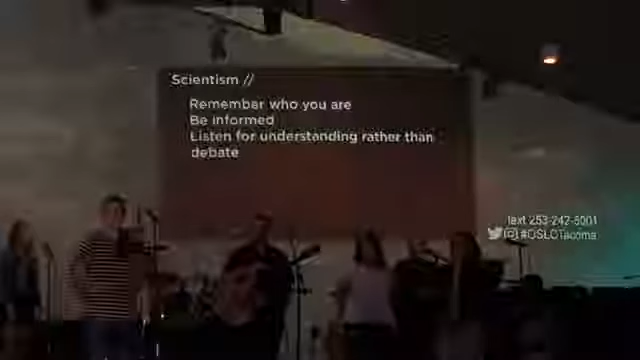 Scientism //
Remember who you are
Be informed
Listen for understanding rather than
debate
text 253-242-5001
#OSLCTacoma